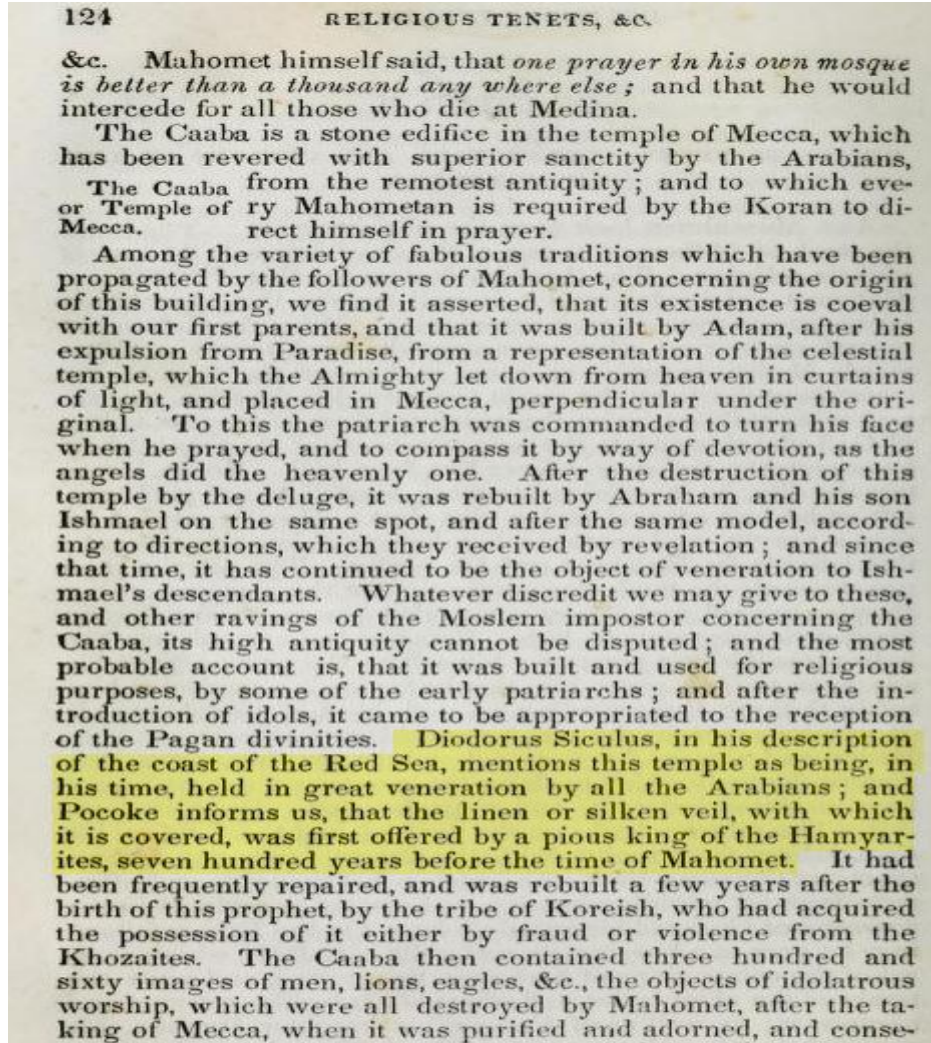 124 RELIGIOUS TENETS, &c.
&c. Mahomet himself said, that one prayer in his own mosque
is better than a thousand any where else; and that he would
intercede for all those who die at Medina.
The Caaba is a stone edifice in the temple of Mecca, which
has been revered with superior sanctity by the Arabians,
The Caaba from the remotest antiquity; and to which eve-
or Temple of ry Mahometan is required by the Koran to di-
Mecca. rect himself in prayer.
Among the variety of fabulous traditions which have been
propagated by the followers of Mahomet, concerning the origin
of this building, we find it asserted, that its existence is coeval
with our first parents, and that it was built by Adam, after his
expulsion from Paradise, from a representation of the celestial
temple, which the Almighty let down from heaven in curtains
of light, and placed in Mecca, perpendicular under the ori-
ginal. To this the patriarch was commanded to turn his face
when he prayed, and to compass it by way of devotion, as the
angels did the heavenly one. After the destruction of this
temple by the deluge, it was rebuilt by Abraham and his son
Ishmael on the same spot, and after the same model, accord-
ing to directions, which they received by revelation; and since
that time, it has continued to be the object of veneration to Ish-
mael's descendants. Whatever discredit we may give to these,
and other ravings of the Moslem impostor concerning the
Caaba, its high antiquity cannot be disputed; and the most
probable account is, that it was built and used for religious
purposes, by some of the early patriarchs; and after the in-
troduction of idols, it came to be appropriated to the reception
of the Pagan divinities. Diodorus Siculus, in his description
of the coast of the Red Sea, mentions this temple as being, in
his time, held in great veneration by all the Arabians; and
Pocoke informs us, that the linen or silken veil, with which
it is covered, was first offered by a pious king of the Hamyar-
ites, seven hundred years before the time of Mahomet. It had
been frequently repaired, and was rebuilt a few years after the
birth of this prophet, by the tribe of Koreish, who had acquired
the possession of it either by fraud or violence from the
Khozaites. The Caaba then contained three hundred and
sixty images of men, lions, eagles, &c., the objects of idolatrous
worship, which were all destroyed by Mahomet, after the ta-
king of Mecca, when it was purified and adorned, and conse-